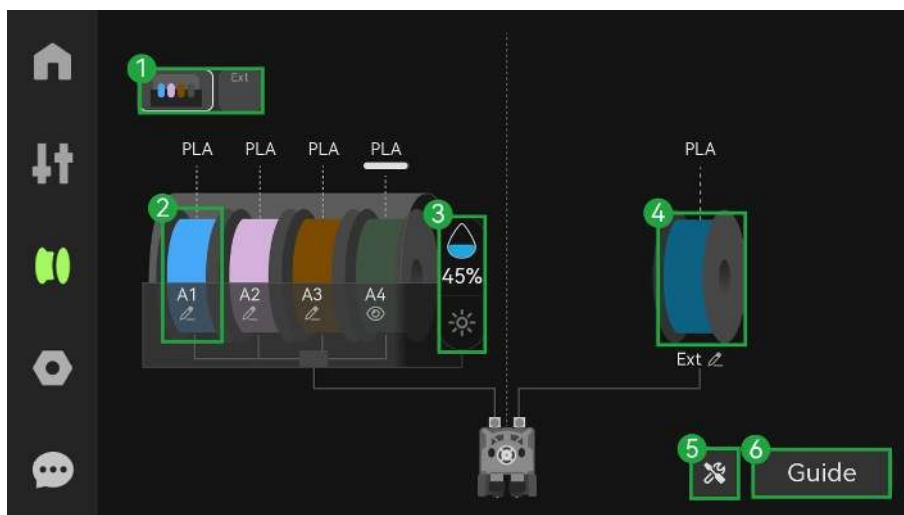 1
Ext
PLA PLA PLA PLA
PLA
2
3
4
45%
A1 A2 A3 A4
Ext
5
6
Guide